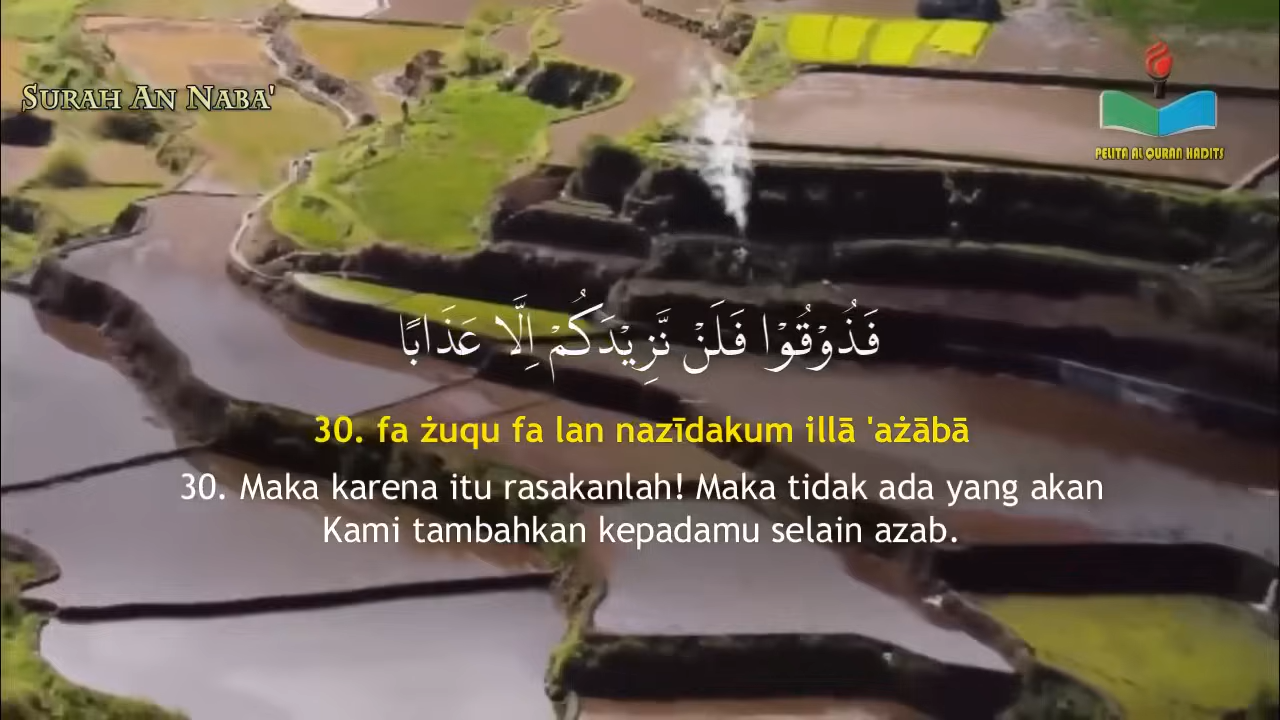 SURAH AN NABA'
PELITA AL QURAN HADITS
فَذُوْقُوْا فَلَنْ نَّزِيْدَكُمْ اِلَّا عَذَابًا
30. fa żuqu fa lan nazīdakum illā 'ażābā
30. Maka karena itu rasakanlah! Maka tidak ada yang akan
Kami tambahkan kepadamu selain azab.